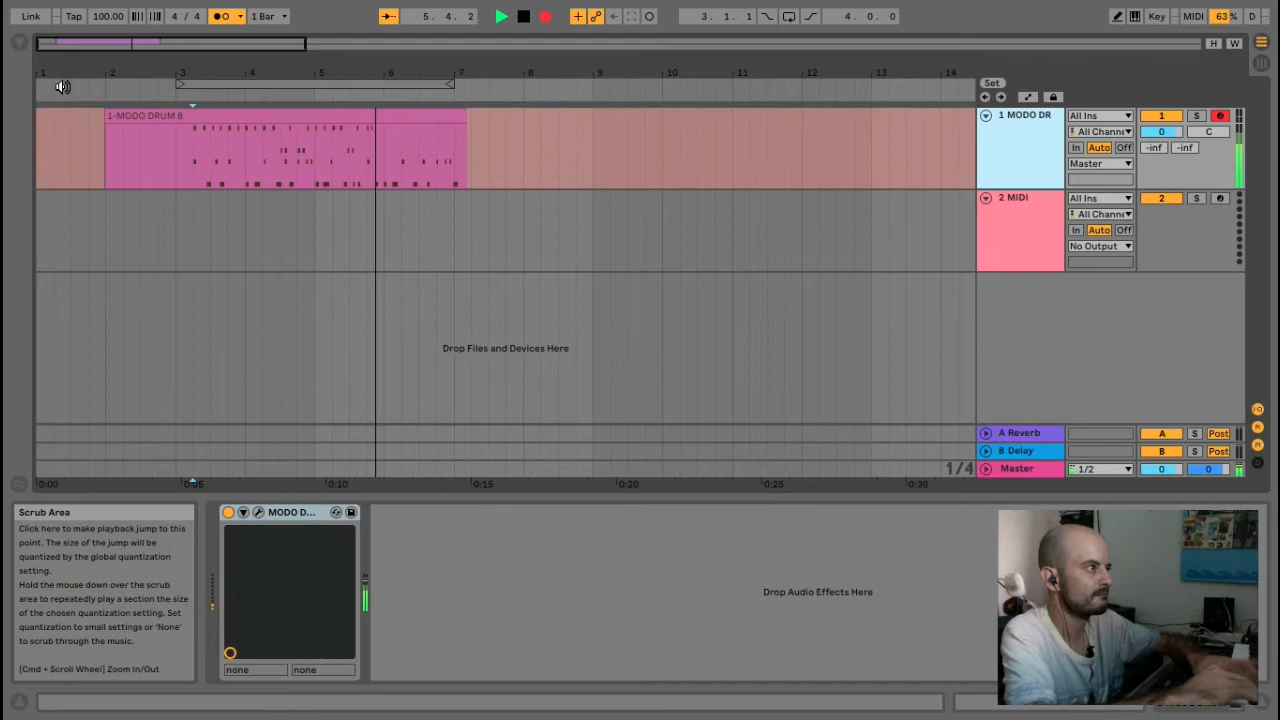 Link Tap 100.00 4 / 4 1 Bar 5. 4. 2 3. 1. 1 4. 0. 0 Key MIDI 63 % D
H W
1 2 3 4 5 6 7 8 9 10 11 12 13 14
Set
1-MODO DRUM 8
1 MODO DR All Ins 1 S
All Channe 0 C
In Auto Off -inf -inf
Master
2 MIDI All Ins 2 S
All Channe
In Auto Off
No Output
Drop Files and Devices Here
A Reverb A S Post
B Delay B S Post
1/4 Master 1/2 0 0
0:00 0:05 0:10 0:15 0:20 0:25 0:30
Scrub Area
Click here to make playback jump to this
point. The size of the jump will be
quantized by the global quantization
setting.
Hold the mouse down over the scrub
area to repeatedly play a section the size
of the chosen quantization setting. Set
quantization to small settings or 'None'
to scrub through the music.
[Cmd + Scroll Wheel] Zoom In/Out
MODO D...
none none
Drop Audio Effects Here